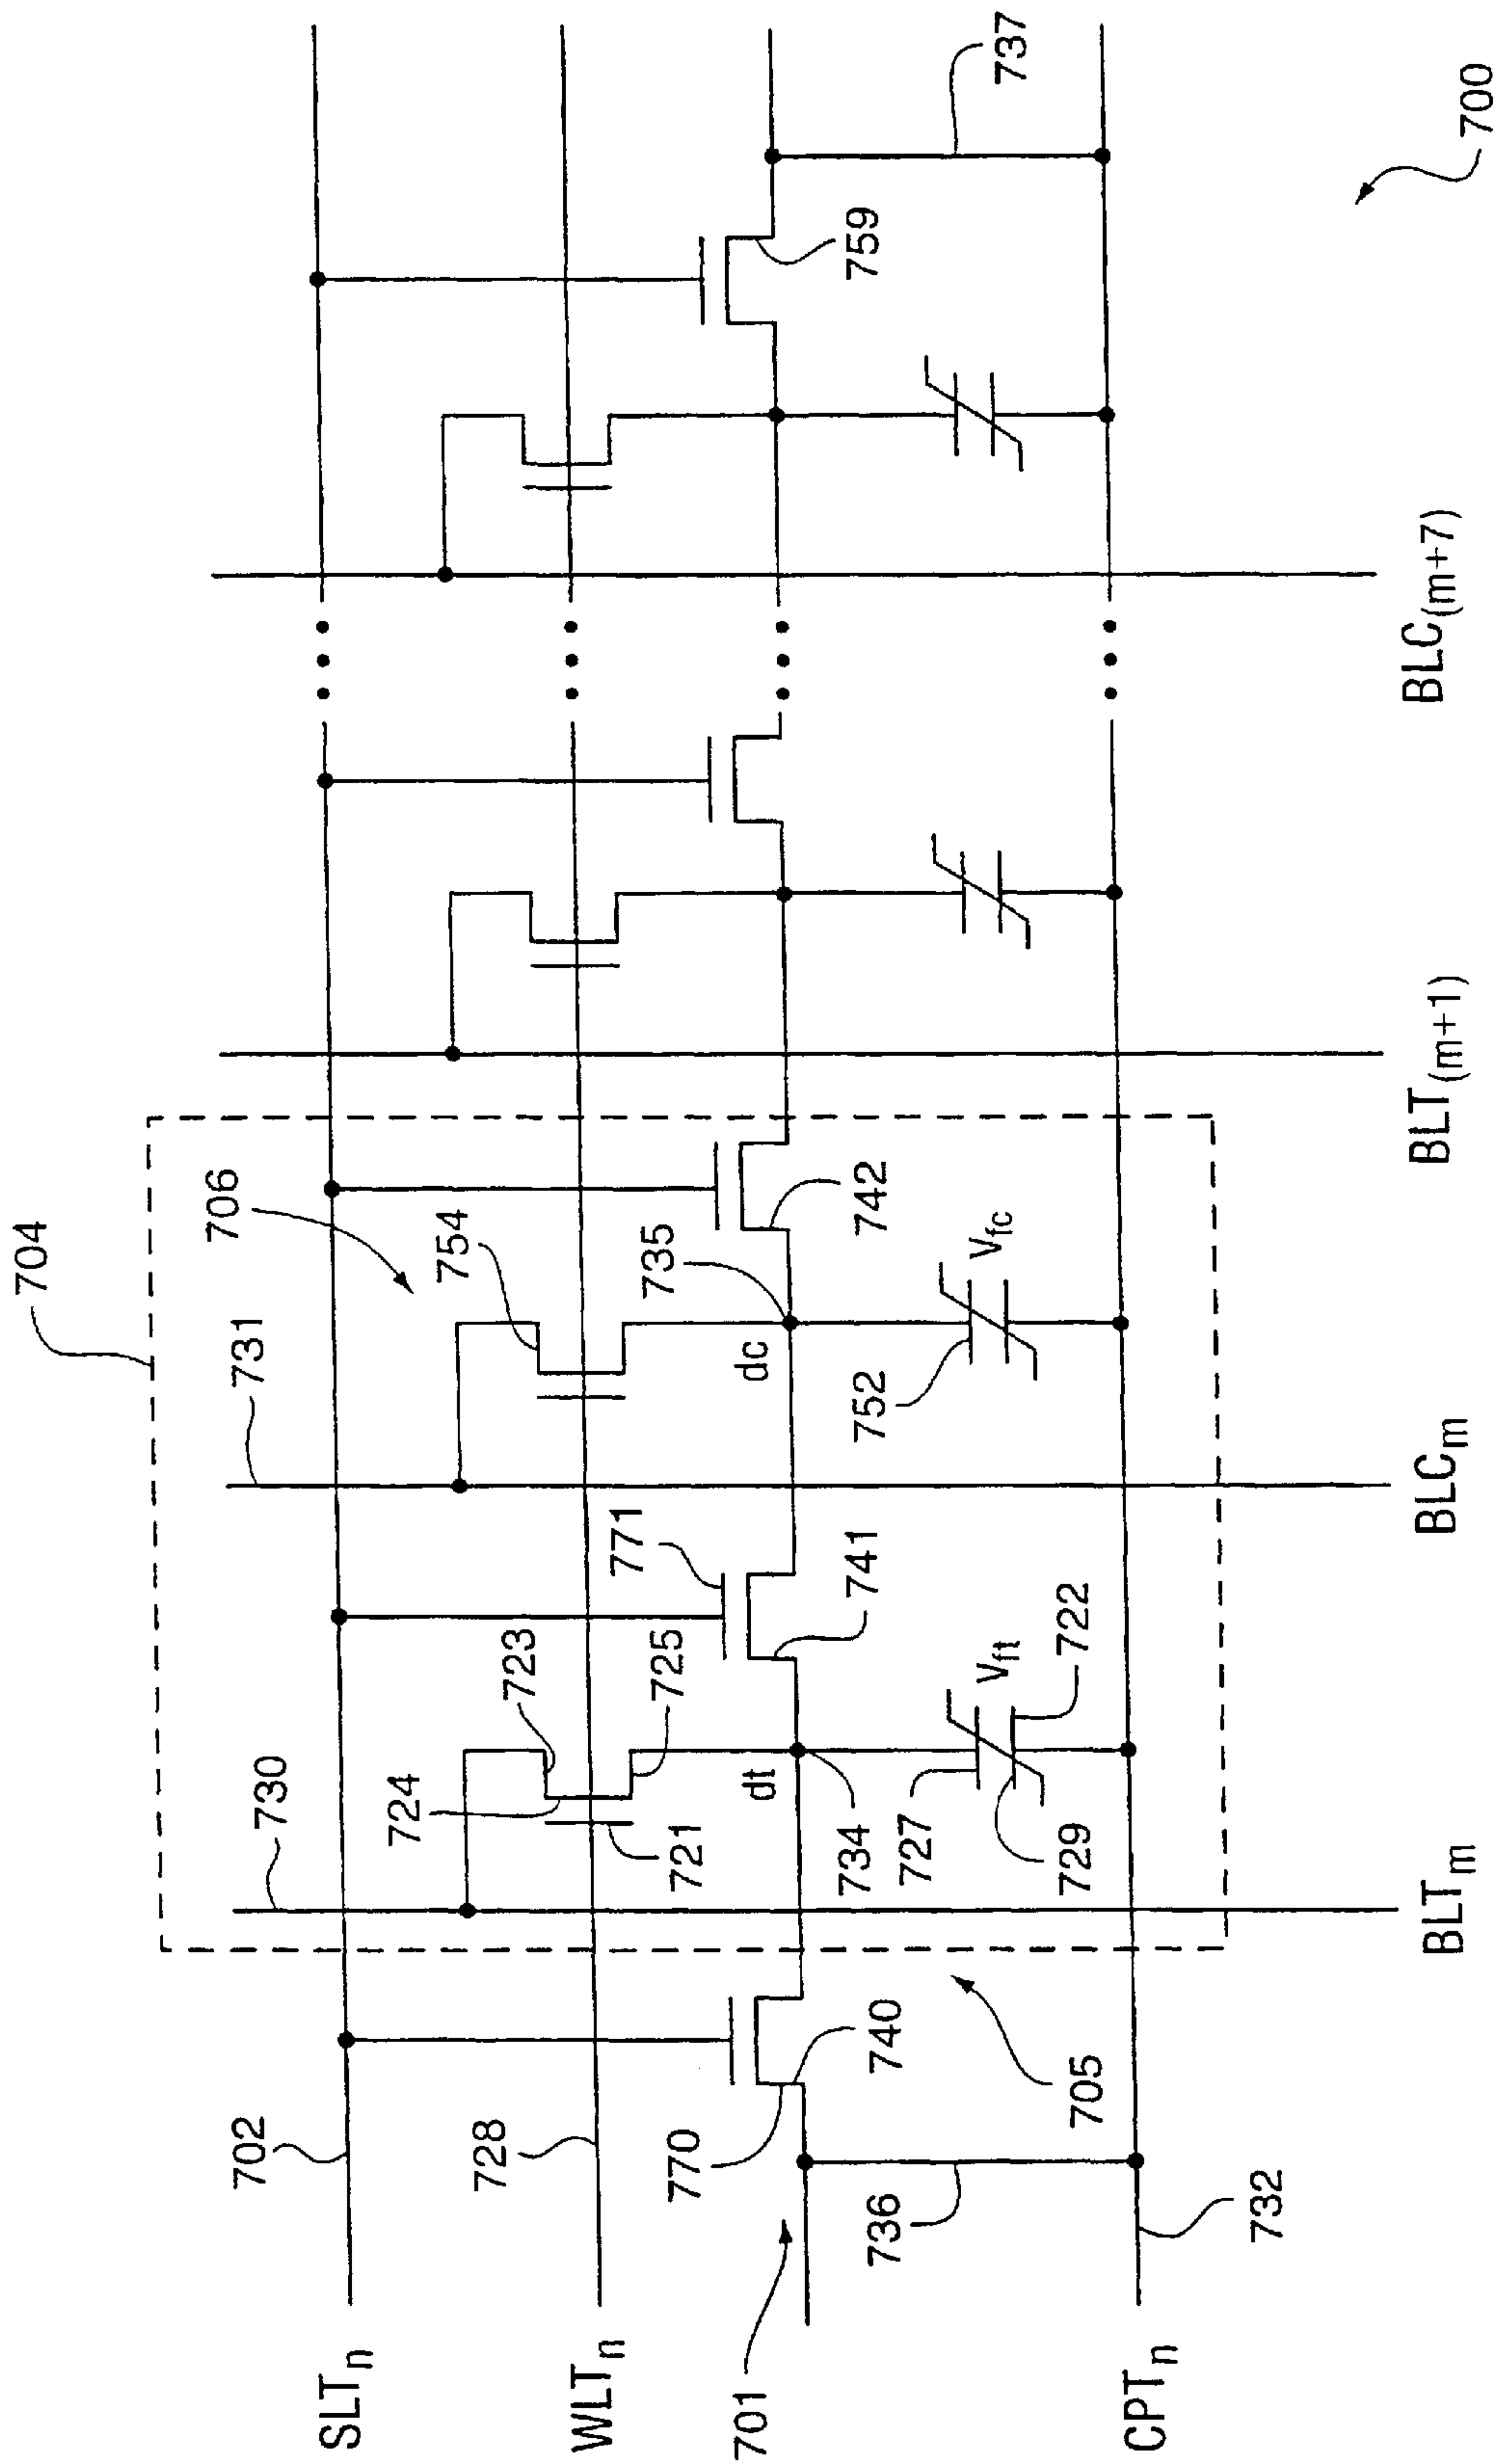 704
706
731
754
730
723
771
735
702
724
725
742
SLTₙ
728
721
dt
741
dc
752
V_fc
759
737
WLTₙ
770
740
734
727
V_ft
722
729
701
736
705
700
CPTₙ
732
BLTₘ
BLCₘ
BLT₍ₘ₊₁₎
BLC₍ₘ₊₇₎